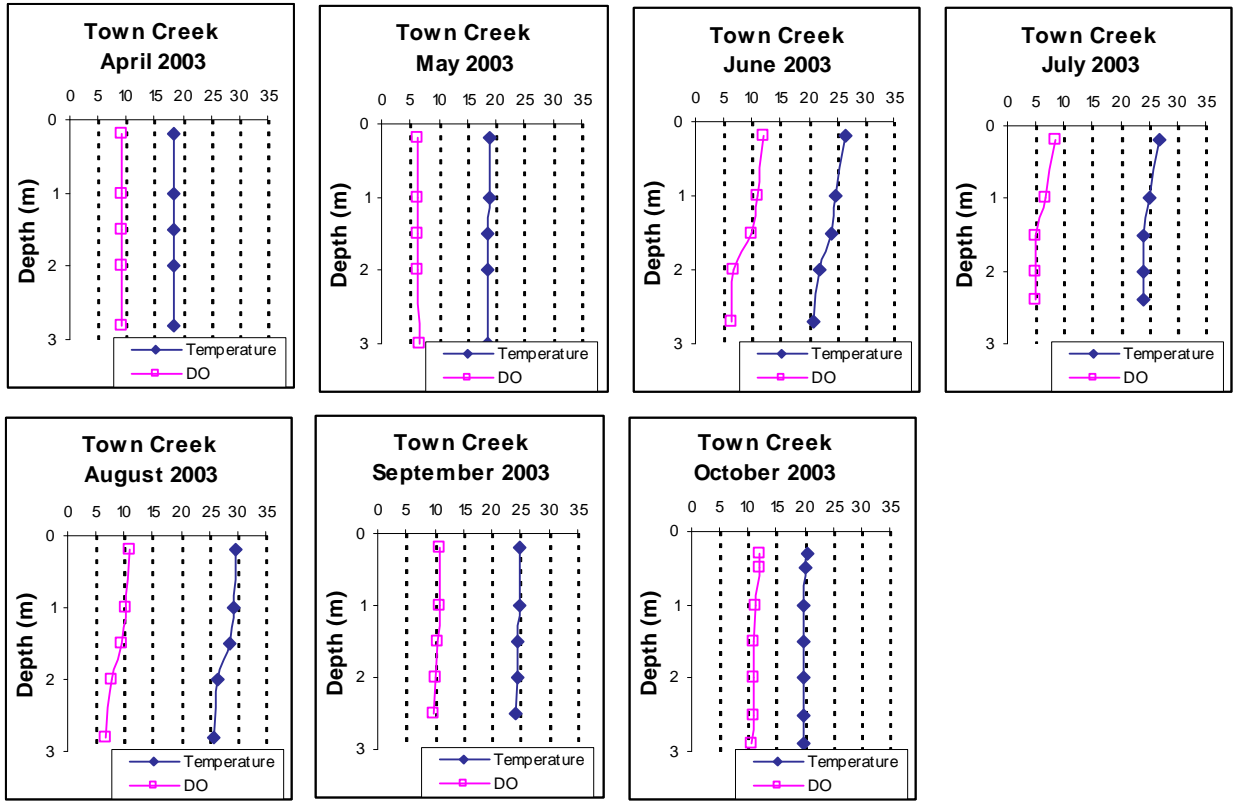 Town Creek
April 2003
0 5 10 15 20 25 30 35
0
1
2
3
Depth (m)
Temperature
DO
Town Creek
May 2003
0 5 10 15 20 25 30 35
0
1
2
3
Depth (m)
Temperature
DO
Town Creek
June 2003
0 5 10 15 20 25 30 35
0
1
2
3
Depth (m)
Temperature
DO
Town Creek
July 2003
0 5 10 15 20 25 30 35
0
1
2
3
Depth (m)
Temperature
DO
Town Creek
August 2003
0 5 10 15 20 25 30 35
0
1
2
3
Depth (m)
Temperature
DO
Town Creek
September 2003
0 5 10 15 20 25 30 35
0
1
2
3
Depth (m)
Temperature
DO
Town Creek
October 2003
0 5 10 15 20 25 30 35
0
1
2
3
Depth (m)
Temperature
DO